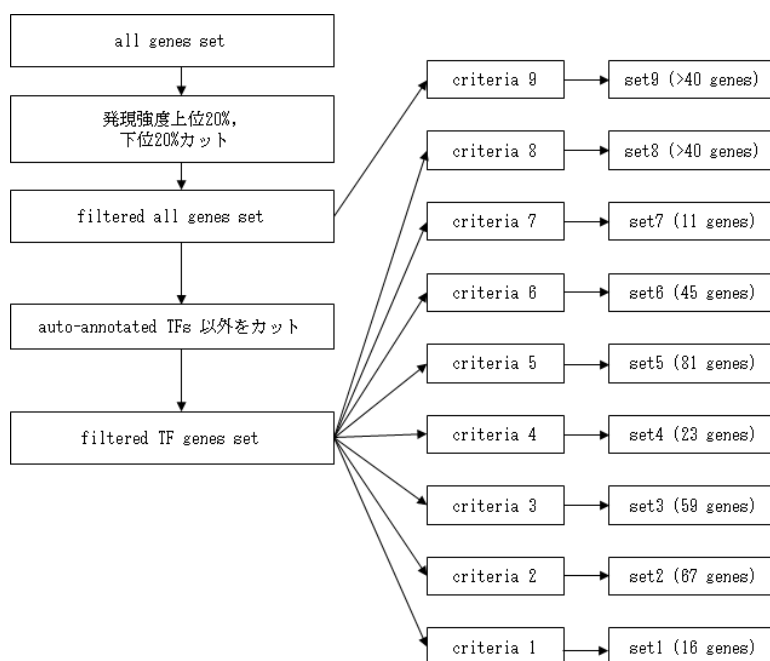 all genes set
発現強度上位20%,
下位20%カット
filtered all genes set
auto-annotated TFs 以外をカット
filtered TF genes set
criteria 9
set9 (>40 genes)
criteria 8
set8 (>40 genes)
criteria 7
set7 (11 genes)
criteria 6
set6 (45 genes)
criteria 5
set5 (81 genes)
criteria 4
set4 (23 genes)
criteria 3
set3 (59 genes)
criteria 2
set2 (67 genes)
criteria 1
set1 (16 genes)